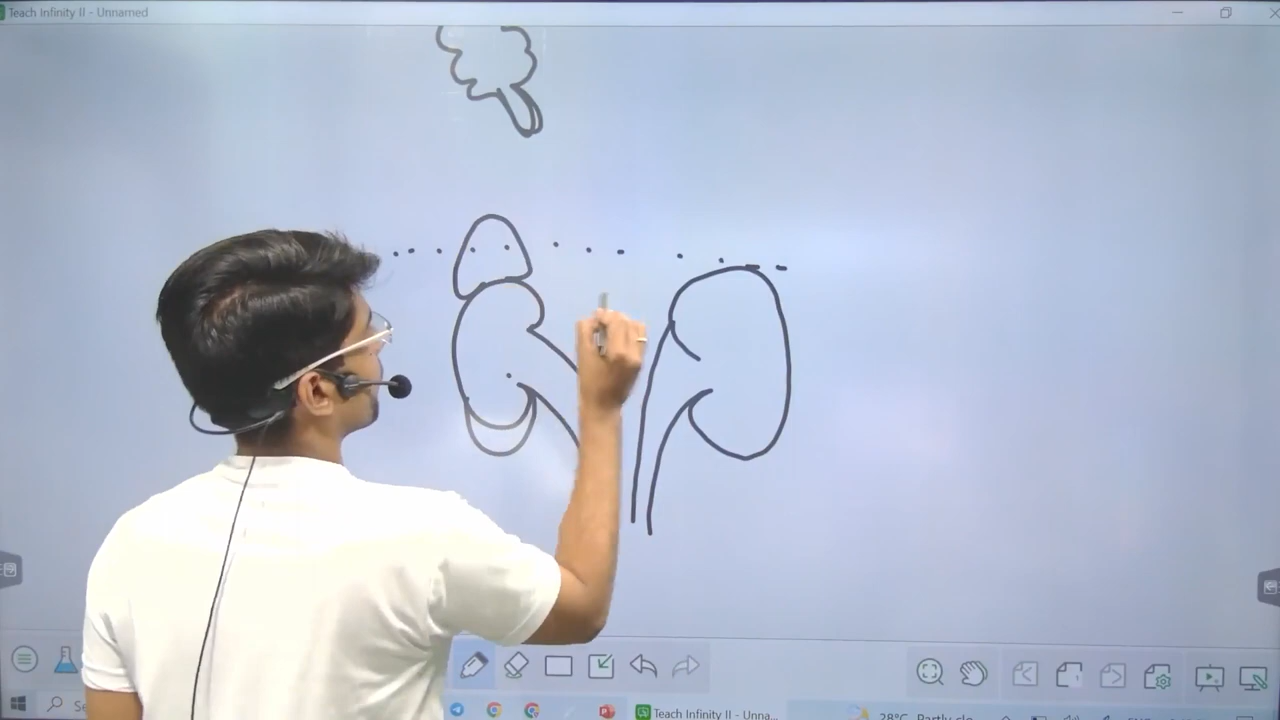 Teach Infinity II - Unnamed
Teach Infinity II - Unna...
28°C Partly clo...